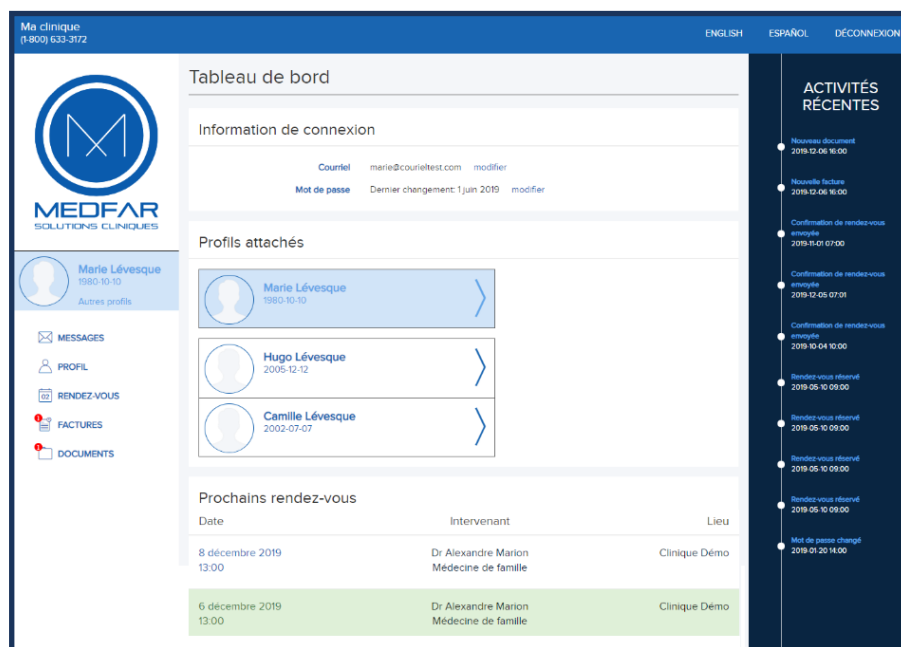 Ma clinique
(1-800) 633-3172
ENGLISH ESPAÑOL DÉCONNEXION
MEDFAR
SOLUTIONS CLINIQUES
Marie Lévesque
1980-10-10
Autres profils
MESSAGES
PROFIL
02 RENDEZ-VOUS
1 FACTURES
1 DOCUMENTS
Tableau de bord
Information de connexion
Courriel marie@courieltest.com modifier
Mot de passe Dernier changement: 1 juin 2019 modifier
Profils attachés
Marie Lévesque
1980-10-10
Hugo Lévesque
2005-12-12
Camille Lévesque
2002-07-07
Prochains rendez-vous
Date Intervenant Lieu
8 décembre 2019 Dr Alexandre Marion Clinique Démo
13:00 Médecine de famille
6 décembre 2019 Dr Alexandre Marion Clinique Démo
13:00 Médecine de famille
ACTIVITÉS
RÉCENTES
Nouveau document
2019-12-06 16:00
Nouvelle facture
2019-12-06 16:00
Confirmation de rendez-vous
envoyée
2019-11-01 07:00
Confirmation de rendez-vous
envoyée
2019-12-05 07:01
Confirmation de rendez-vous
envoyée
2019-10-04 10:00
Rendez-vous réservé
2019-05-10 09:00
Rendez-vous réservé
2019-05-10 09:00
Rendez-vous réservé
2019-05-10 09:00
Rendez-vous réservé
2019-05-10 09:00
Mot de passe changé
2019-01-20 14:00